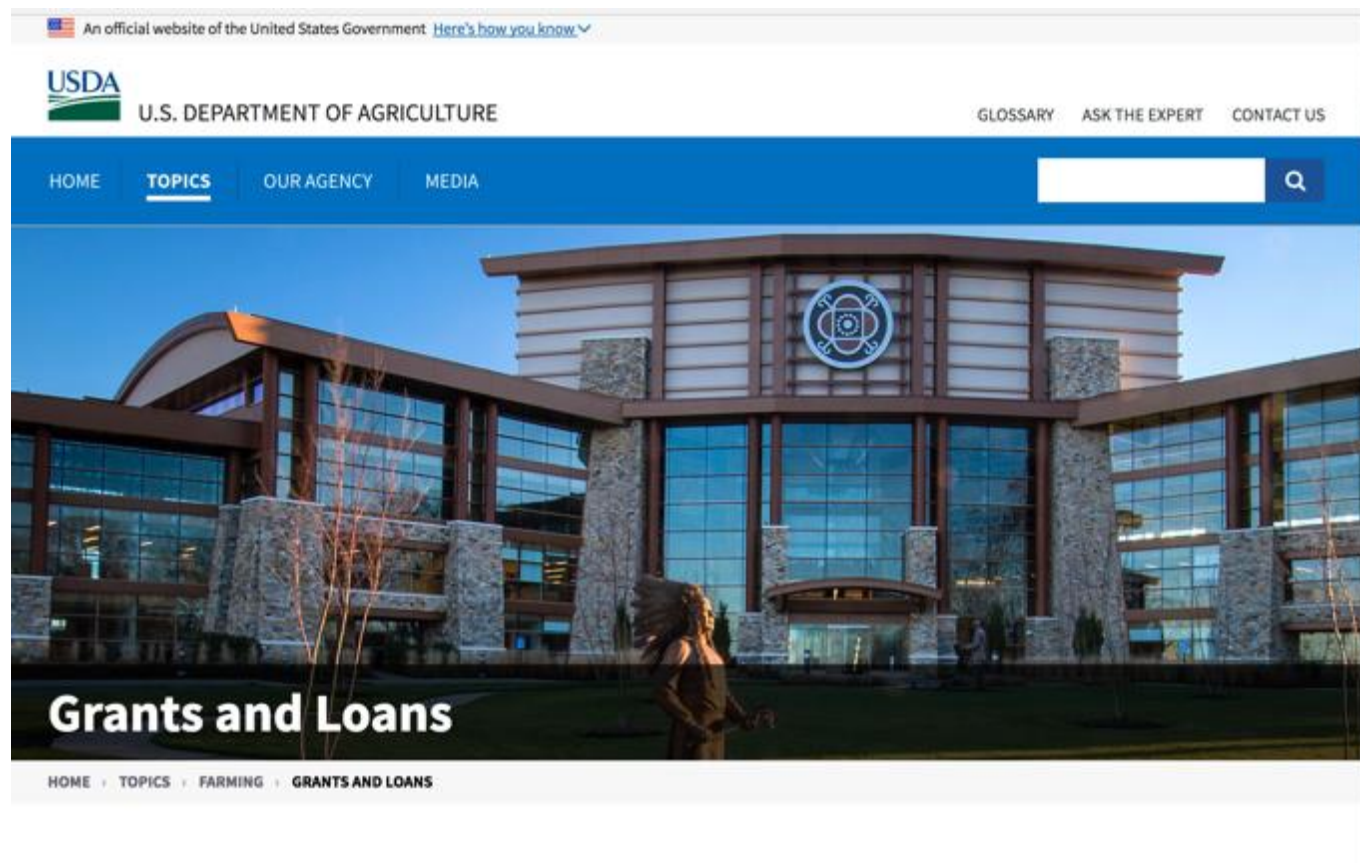 An official website of the United States Government Here's how you know
USDA
U.S. DEPARTMENT OF AGRICULTURE
GLOSSARY ASK THE EXPERT CONTACT US
HOME TOPICS OUR AGENCY MEDIA
Grants and Loans
HOME › TOPICS › FARMING › GRANTS AND LOANS